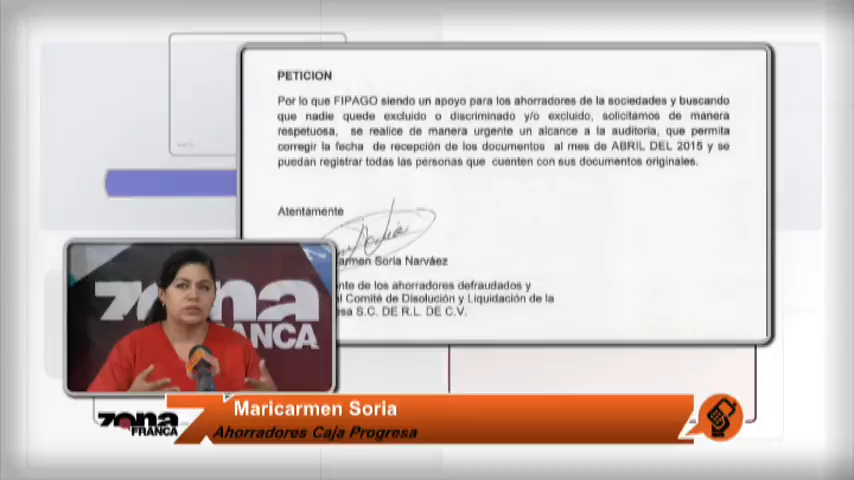 PETICION
Por lo que FIPAGO siendo un apoyo para los ahorradores de la sociedades y buscando
que nadie quede excluido o discriminado y/o excluido, solicitamos de manera
respetuosa, se realice de manera urgente un alcance a la auditoria, que permita
corregir la fecha de recepción de los documentos al mes de ABRIL DEL 2015 y se
puedan registrar todas las personas que cuenten con sus documentos originales.
Atentamente
armen Soria Narváez
nte de los ahorradores defraudados y
el Comité de Disolución y Liquidación de la
esa S.C. DE R.L. DE C.V.
zona
FRANCA
Maricarmen Soria
zona
FRANCA
Ahorradores Caja Progresa